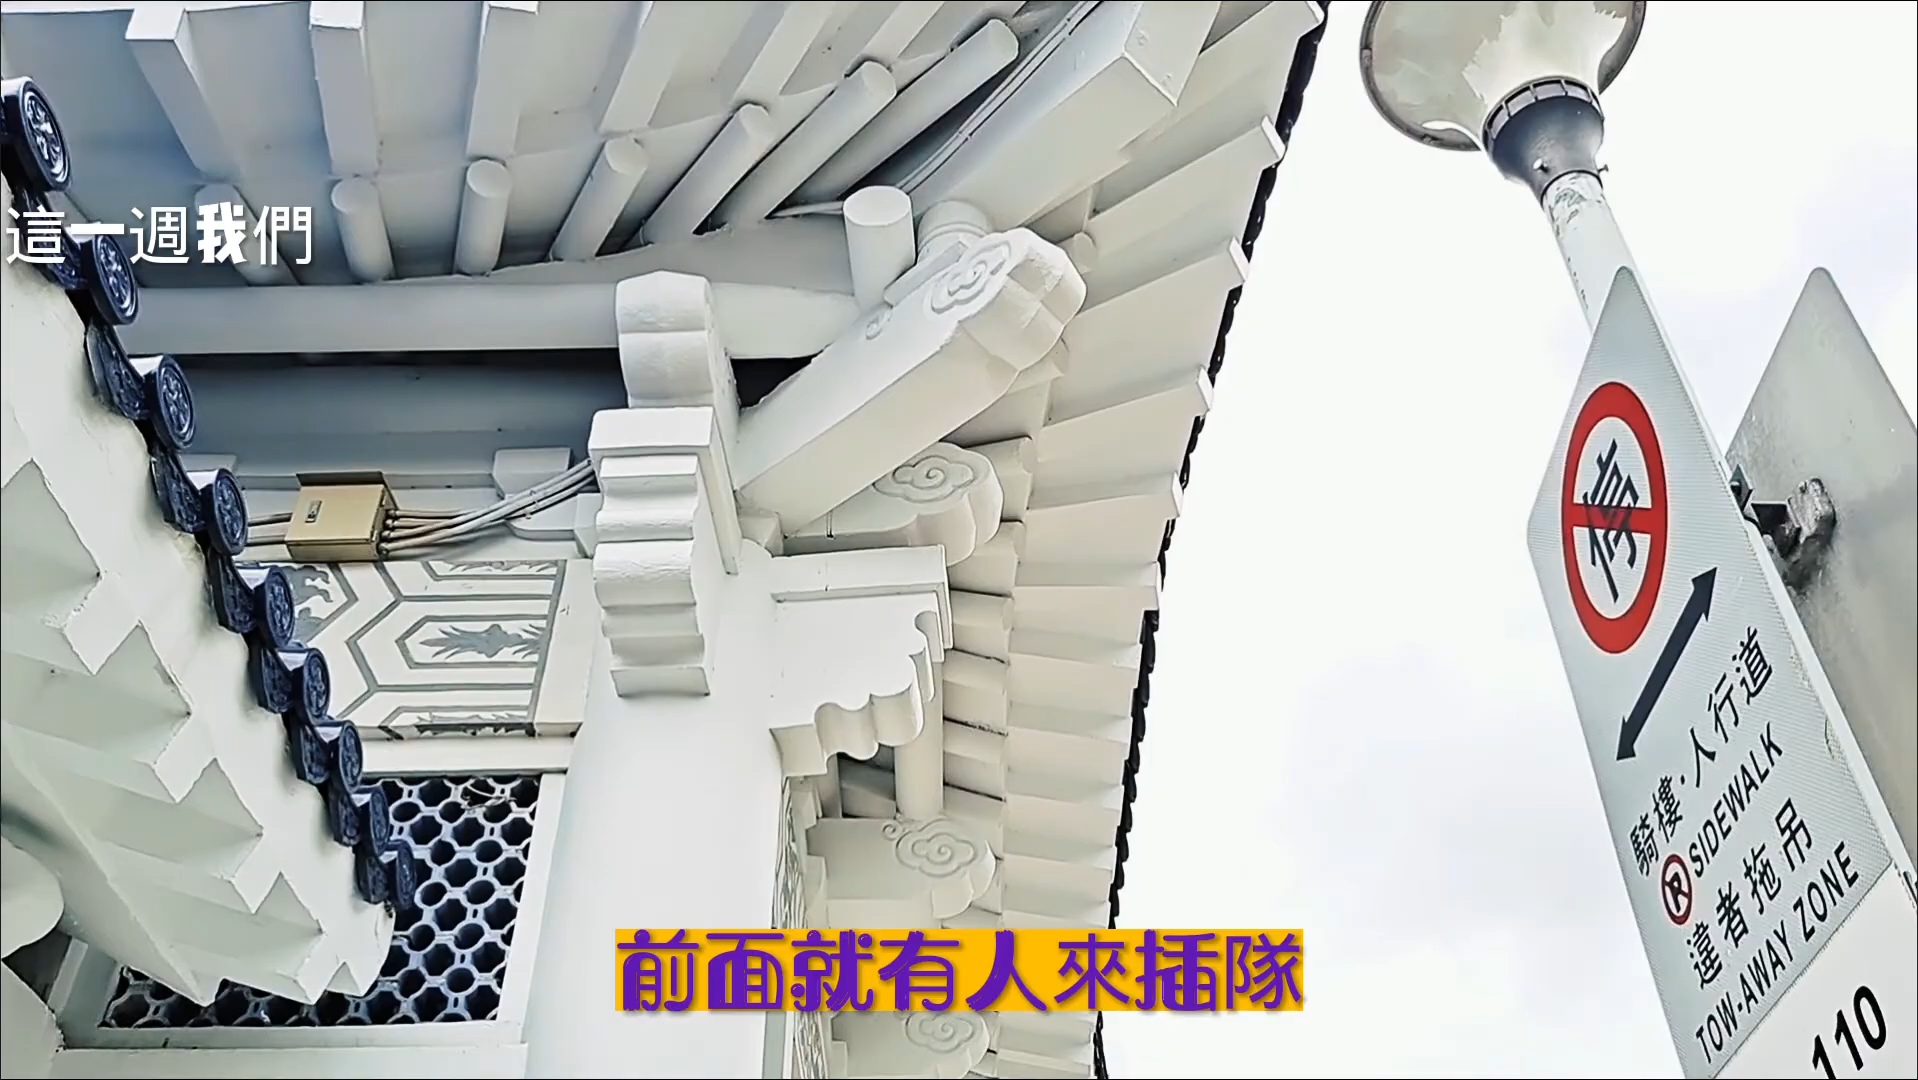 這一週我們
停
騎樓·人行道
R SIDEWALK
違者拖吊
TOW-AWAY ZONE
110
前面就有人來插隊